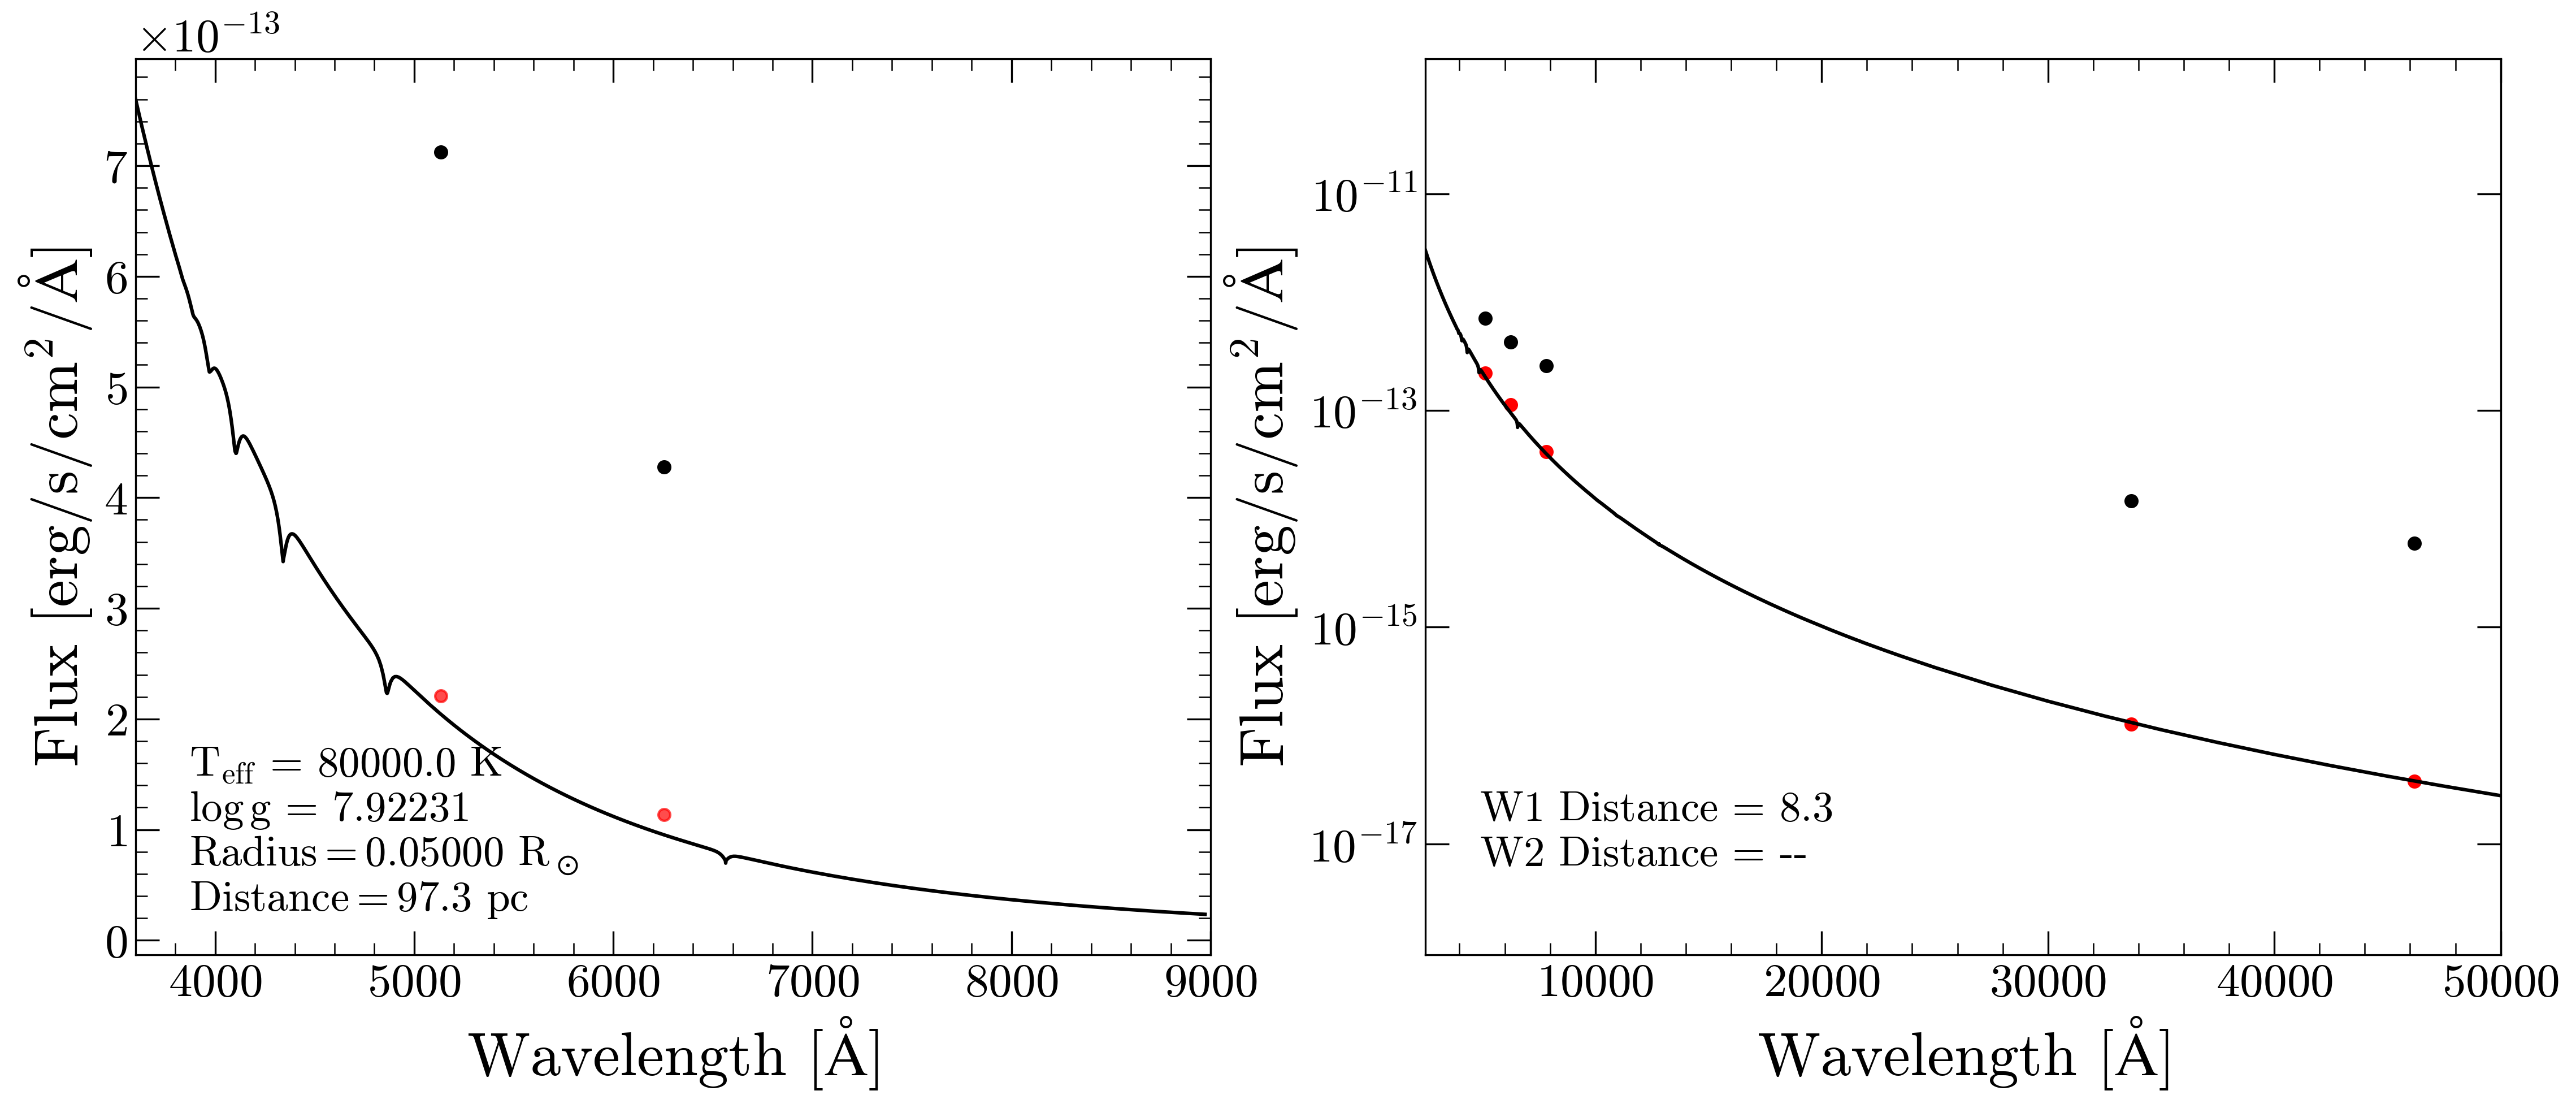 ×10⁻¹³
7
6
5
4
3
2
1
0
Flux [erg/s/cm²/Å]
T_eff = 80000.0 K
log g = 7.92231
Radius = 0.05000 R_⊙
Distance = 97.3 pc
4000 5000 6000 7000 8000 9000
Wavelength [Å]
10⁻¹¹
10⁻¹³
10⁻¹⁵
10⁻¹⁷
Flux [erg/s/cm²/Å]
W1 Distance = 8.3
W2 Distance = --
10000 20000 30000 40000 50000
Wavelength [Å]